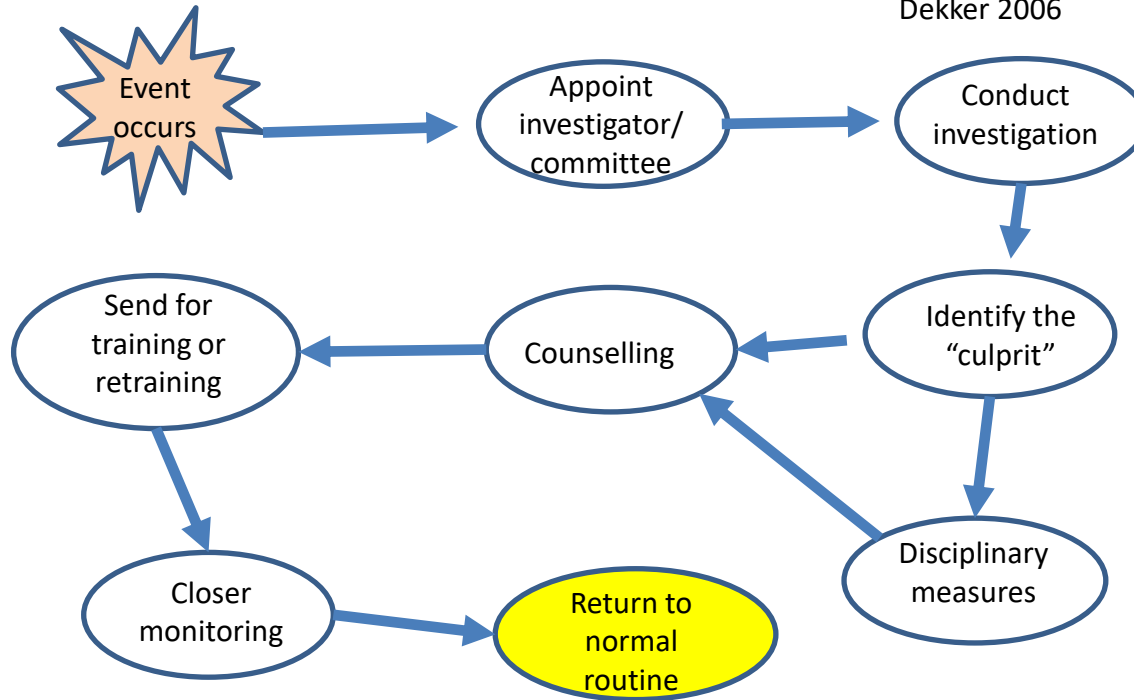 Dekker 2006
Event
occurs
Appoint
investigator/
committee
Conduct
investigation
Identify the
“culprit”
Counselling
Send for
training or
retraining
Disciplinary
measures
Closer
monitoring
Return to
normal
routine